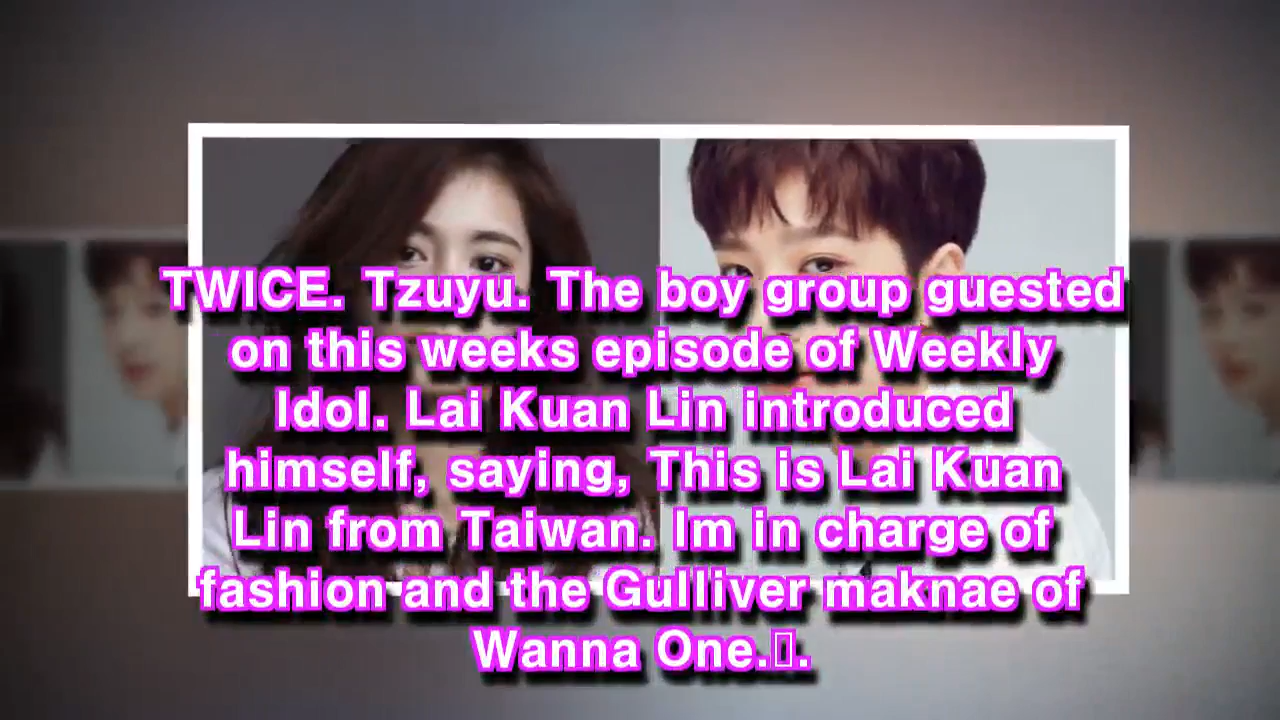 TWICE. Tzuyu. The boy group guested
on this weeks episode of Weekly
Idol. Lai Kuan Lin introduced
himself, saying, This is Lai Kuan
Lin from Taiwan. Im in charge of
fashion and the Gulliver maknae of
Wanna One.▯.